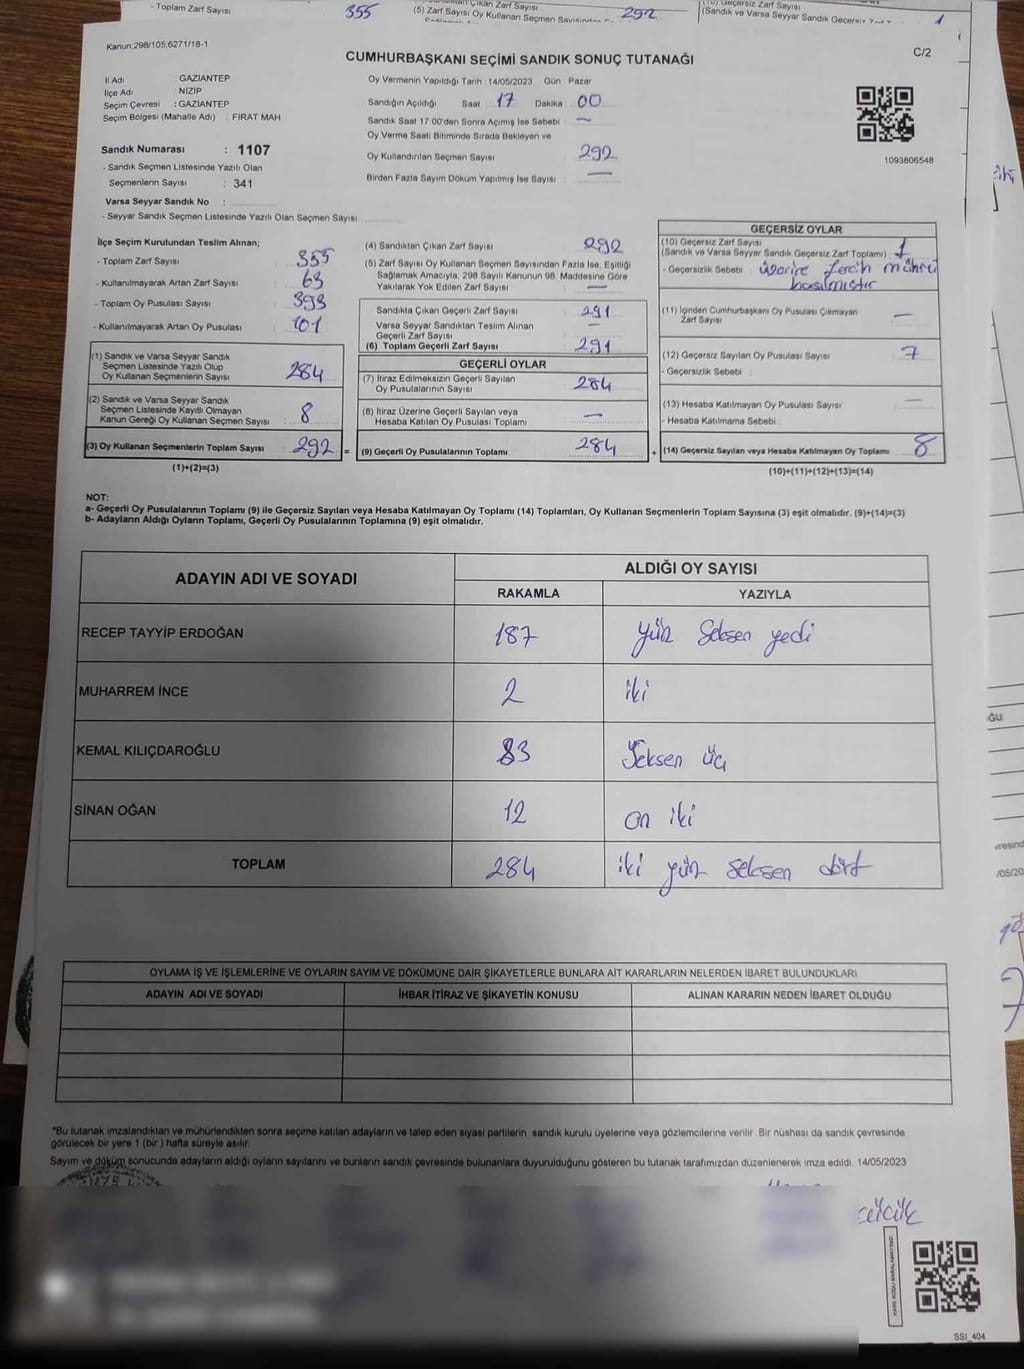 - Toplam Zarf Sayısı 355
(5) Zarf Sayısı Oy Kullanan Seçmen Sayısından 292
(Sandık ve Varsa Seyyar Sandık Geçersiz 1
Kanun:298/105;6271/18-1
C/2
CUMHURBAŞKANI SEÇİMİ SANDIK SONUÇ TUTANAĞI
İl Adı : GAZİANTEP
İlçe Adı : NİZİP
Seçim Çevresi : GAZİANTEP
Seçim Bölgesi (Mahalle Adı) : FIRAT MAH
Sandık Numarası : 1107
- Sandık Seçmen Listesinde Yazılı Olan
Seçmenlerin Sayısı : 341
Varsa Seyyar Sandık No :
- Seyyar Sandık Seçmen Listesinde Yazılı Olan Seçmen Sayısı
Oy Vermenin Yapıldığı Tarih :14/05/2023 Gün : Pazar
Sandığın Açıldığı Saat : 17 Dakika : 00
Sandık Saat 17:00'den Sonra Açımış İse Sebebi : —
Oy Verme Saati Bitiminde Sırada Bekleyen ve
Oy Kullandırılan Seçmen Sayısı : 292
Birden Fazla Sayım Döküm Yapılmış İse Sayısı : —
1093806548
İlçe Seçim Kurulundan Teslim Alınan;
- Toplam Zarf Sayısı : 355
- Kullanılmayarak Artan Zarf Sayısı : 63
- Toplam Oy Pusulası Sayısı : 393
- Kullanılmayarak Artan Oy Pusulası : 101
(1) Sandık ve Varsa Seyyar Sandık
Seçmen Listesinde Yazılı Olup
Oy Kullanan Seçmenlerin Sayısı : 284
(2) Sandık ve Varsa Seyyar Sandık
Seçmen Listesinde Kayıtlı Olmayan
Kanun Gereği Oy Kullanan Seçmen Sayısı : 8
(3) Oy Kullanan Seçmenlerin Toplam Sayısı : 292 =
(1)+(2)=(3)
(4) Sandıktan Çıkan Zarf Sayısı : 292
(5) Zarf Sayısı Oy Kullanan Seçmen Sayısından Fazla İse, Eşitliği
Sağlamak Amacıyla, 298 Sayılı Kanunun 98. Maddesine Göre
Yakılarak Yok Edilen Zarf Sayısı : —
Sandıkta Çıkan Geçerli Zarf Sayısı : 291
Varsa Seyyar Sandıktan Teslim Alınan
Geçerli Zarf Sayısı : —
(6) Toplam Geçerli Zarf Sayısı : 291
GEÇERLİ OYLAR
(7) İtiraz Edilmeksizin Geçerli Sayılan
Oy Pusulalarının Sayısı : 284
(8) İtiraz Üzerine Geçerli Sayılan veya
Hesaba Katılan Oy Pusulası Toplamı : —
(9) Geçerli Oy Pusulalarının Toplamı : 284 +
GEÇERSİZ OYLAR
(10) Geçersiz Zarf Sayısı
(Sandık ve Varsa Seyyar Sandık Geçersiz Zarf Toplamı) : 1
- Geçersizlik Sebebi : üzerine tercih mührü
basılmıştır
(11) İçinden Cumhurbaşkanı Oy Pusulası Çıkmayan
Zarf Sayısı : —
(12) Geçersiz Sayılan Oy Pusulası Sayısı : 7
- Geçersizlik Sebebi :
(13) Hesaba Katılmayan Oy Pusulası Sayısı : —
- Hesaba Katılmama Sebebi :
(14) Geçersiz Sayılan veya Hesaba Katılmayan Oy Toplamı : 8
(10)+(11)+(12)+(13)=(14)
NOT:
a- Geçerli Oy Pusulalarının Toplamı (9) ile Geçersiz Sayılan veya Hesaba Katılmayan Oy Toplamı (14) Toplamları, Oy Kullanan Seçmenlerin Toplam Sayısına (3) eşit olmalıdır. (9)+(14)=(3)
b- Adayların Aldığı Oyların Toplamı, Geçerli Oy Pusulalarının Toplamına (9) eşit olmalıdır.
ADAYIN ADI VE SOYADI ALDIĞI OY SAYISI
RAKAMLA YAZIYLA
RECEP TAYYİP ERDOĞAN 187 yüz seksen yedi
MUHARREM İNCE 2 iki
KEMAL KILIÇDAROĞLU 83 Seksen üç
SİNAN OĞAN 12 on iki
TOPLAM 284 iki yüz seksen dört
OYLAMA İŞ VE İŞLEMLERİNE VE OYLARIN SAYIM VE DÖKÜMÜNE DAİR ŞİKAYETLERLE BUNLARA AİT KARARLARIN NELERDEN İBARET BULUNDUKLARI
ADAYIN ADI VE SOYADI İHBAR İTİRAZ VE ŞİKAYETİN KONUSU ALINAN KARARIN NEDEN İBARET OLDUĞU
*Bu tutanak imzalandıktan ve mühürlendikten sonra seçime katılan adayların ve talep eden siyasi partilerin sandık kurulu üyelerine veya gözlemcilerine verilir. Bir nüshası da sandık çevresinde
görülecek bir yere 1 (bir ) hafta süreyle asılır.
Sayım ve döküm sonucunda adayların aldığı oyların sayılarını ve bunların sandık çevresinde bulunanlara duyurulduğunu gösteren bu tutanak tarafımızdan düzenlenerek imza edildi. 14/05/2023
KARE KODU KARALAMAYINIZ!
SSI_404